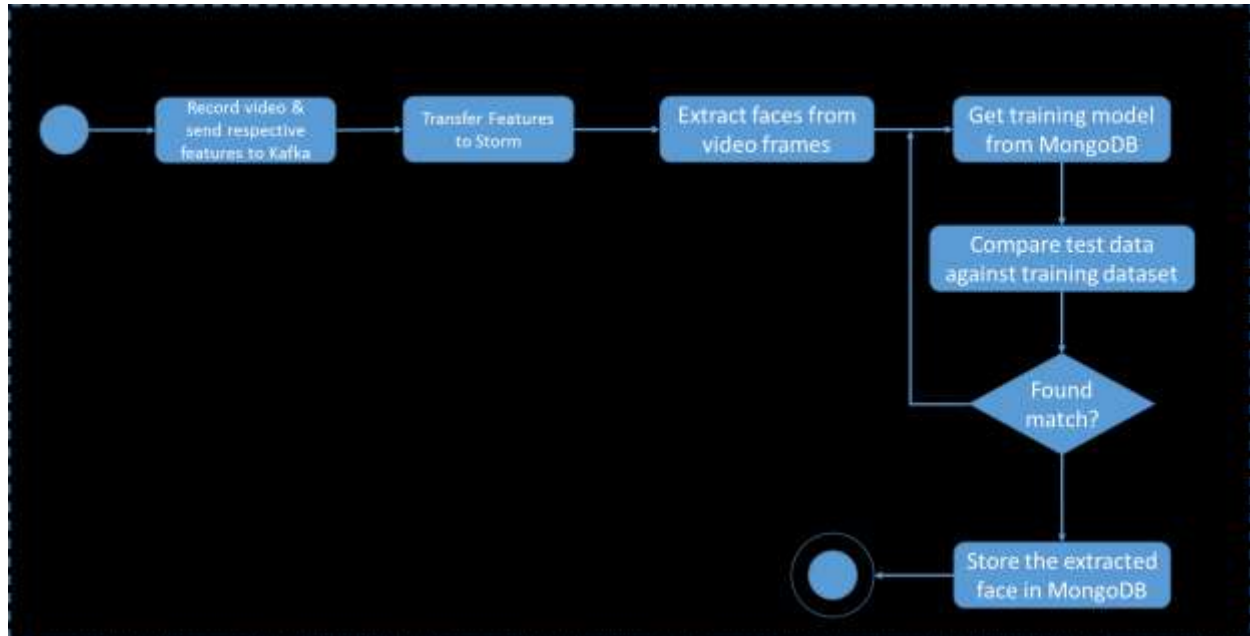 Record video &
send respective
features to Kafka
Transfer Features
to Storm
Extract faces from
video frames
Get training model
from MongoDB
Compare test data
against training dataset
Found
match?
Store the extracted
face in MongoDB